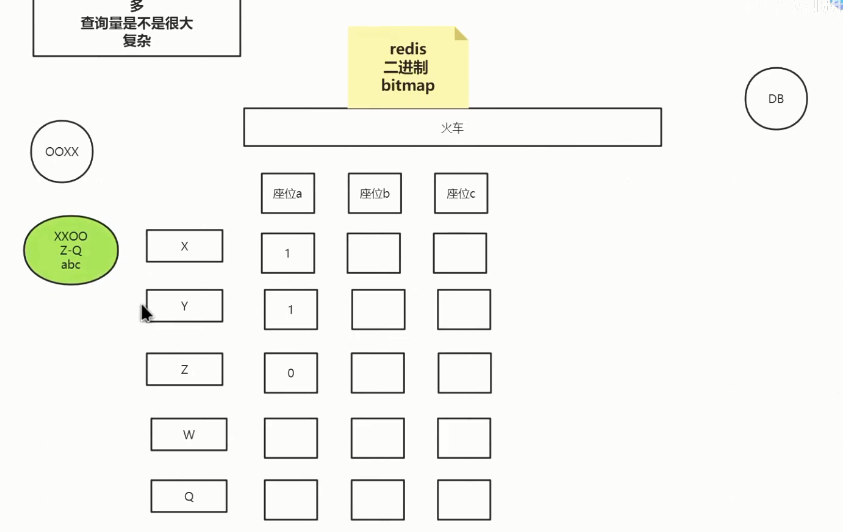 多
查询量是不是很大
复杂
redis
二进制
bitmap
DB
火车
OOXX
座位a
座位b
座位c
XXOO
Z-Q
abc
X
1
Y
1
Z
0
W
Q